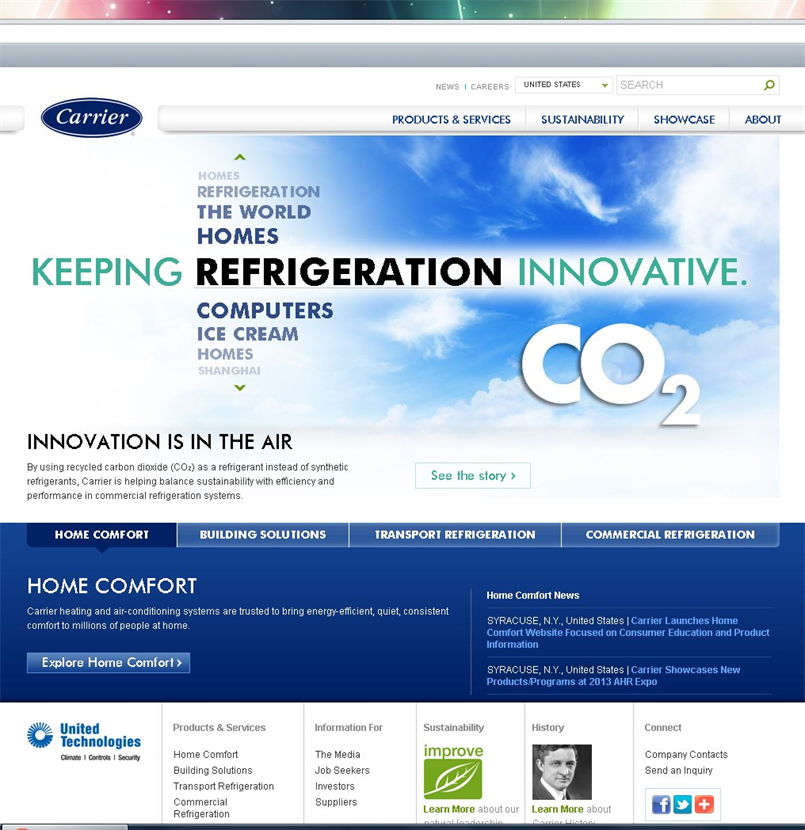 NEWS | CAREERS
UNITED STATES
SEARCH
Carrier
PRODUCTS & SERVICES
SUSTAINABILITY
SHOWCASE
ABOUT
HOMES
REFRIGERATION
THE WORLD
HOMES
KEEPING REFRIGERATION INNOVATIVE.
COMPUTERS
ICE CREAM
HOMES
SHANGHAI
CO2
INNOVATION IS IN THE AIR
By using recycled carbon dioxide (CO₂) as a refrigerant instead of synthetic
refrigerants, Carrier is helping balance sustainability with efficiency and
performance in commercial refrigeration systems.
See the story ›
HOME COMFORT
BUILDING SOLUTIONS
TRANSPORT REFRIGERATION
COMMERCIAL REFRIGERATION
HOME COMFORT
Carrier heating and air-conditioning systems are trusted to bring energy-efficient, quiet, consistent
comfort to millions of people at home.
Explore Home Comfort ›
Home Comfort News
SYRACUSE, N.Y., United States | Carrier Launches Home
Comfort Website Focused on Consumer Education and Product
Information
SYRACUSE, N.Y., United States | Carrier Showcases New
Products/Programs at 2013 AHR Expo
United
Technologies
Climate | Controls | Security
Products & Services
Home Comfort
Building Solutions
Transport Refrigeration
Commercial
Refrigeration
Information For
The Media
Job Seekers
Investors
Suppliers
Sustainability
improve
Learn More about our
natural leadership
History
Learn More about
Carrier History
Connect
Company Contacts
Send an Inquiry